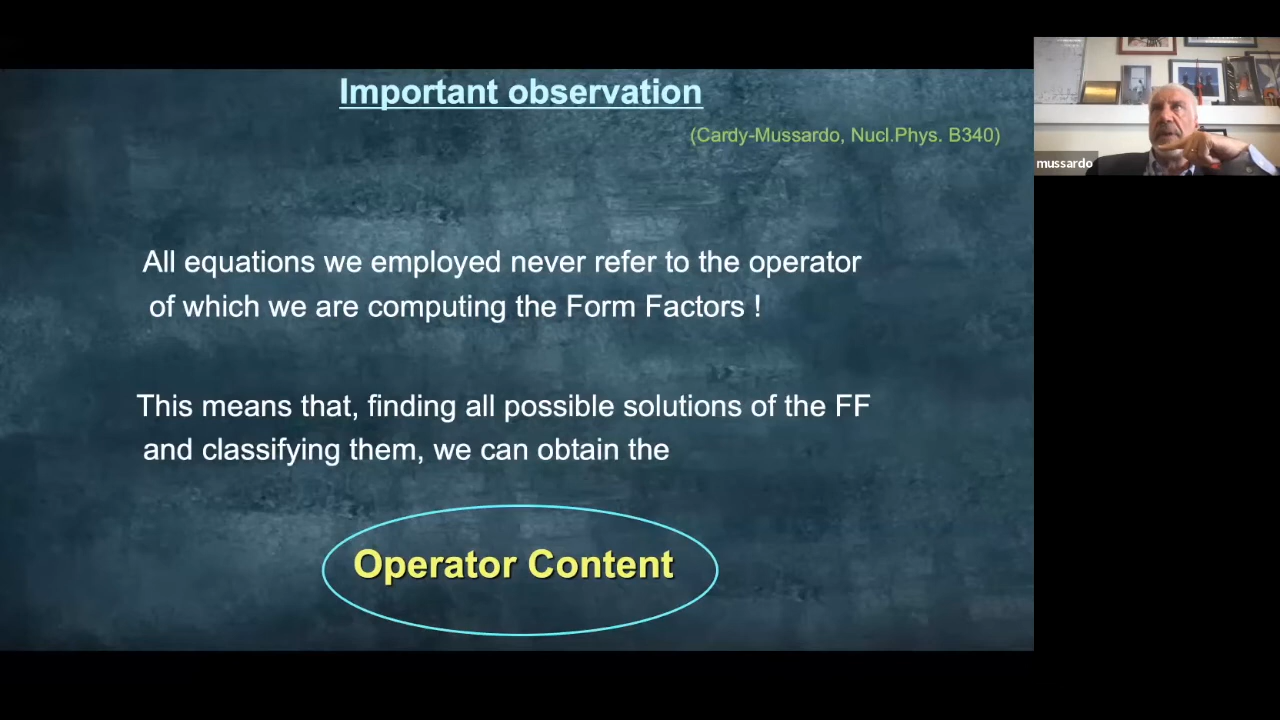 Important observation
(Cardy-Mussardo, Nucl.Phys. B340)
mussardo
All equations we employed never refer to the operator
of which we are computing the Form Factors !
This means that, finding all possible solutions of the FF
and classifying them, we can obtain the
Operator Content